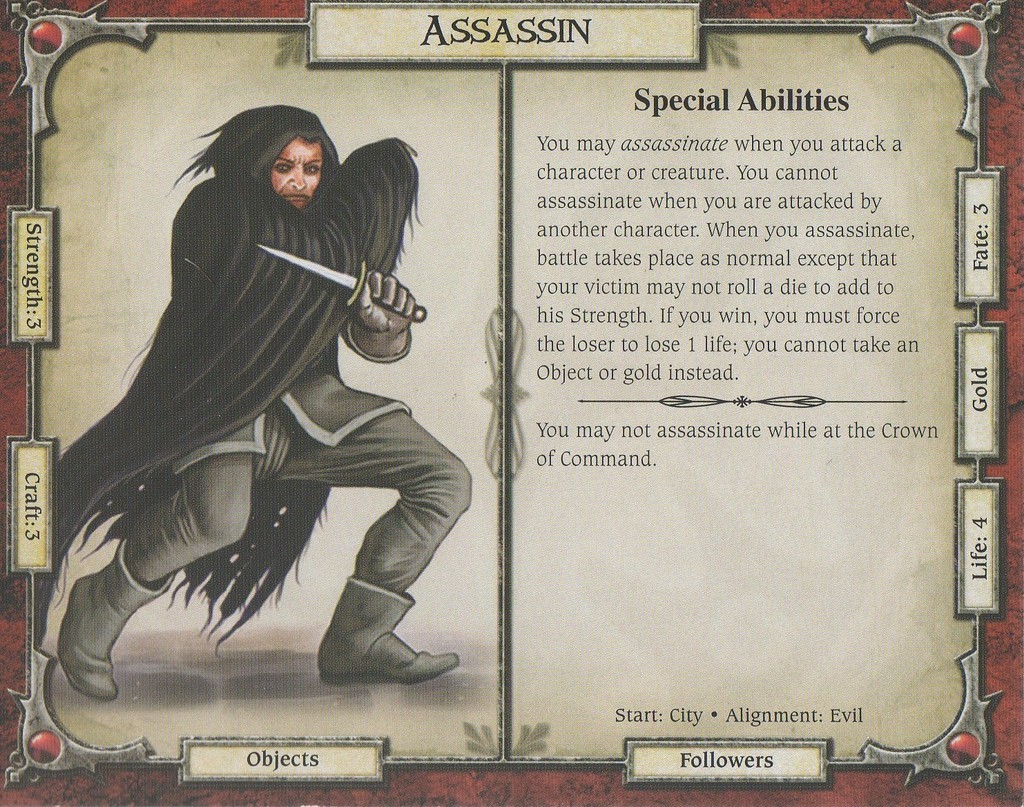 ASSASSIN
Strength: 3
Craft: 3
Objects
Special Abilities
You may assassinate when you attack a
character or creature. You cannot
assassinate when you are attacked by
another character. When you assassinate,
battle takes place as normal except that
your victim may not roll a die to add to
his Strength. If you win, you must force
the loser to lose 1 life; you cannot take an
Object or gold instead.
You may not assassinate while at the Crown
of Command.
Start: City • Alignment: Evil
Followers
Fate: 3
Gold
Life: 4